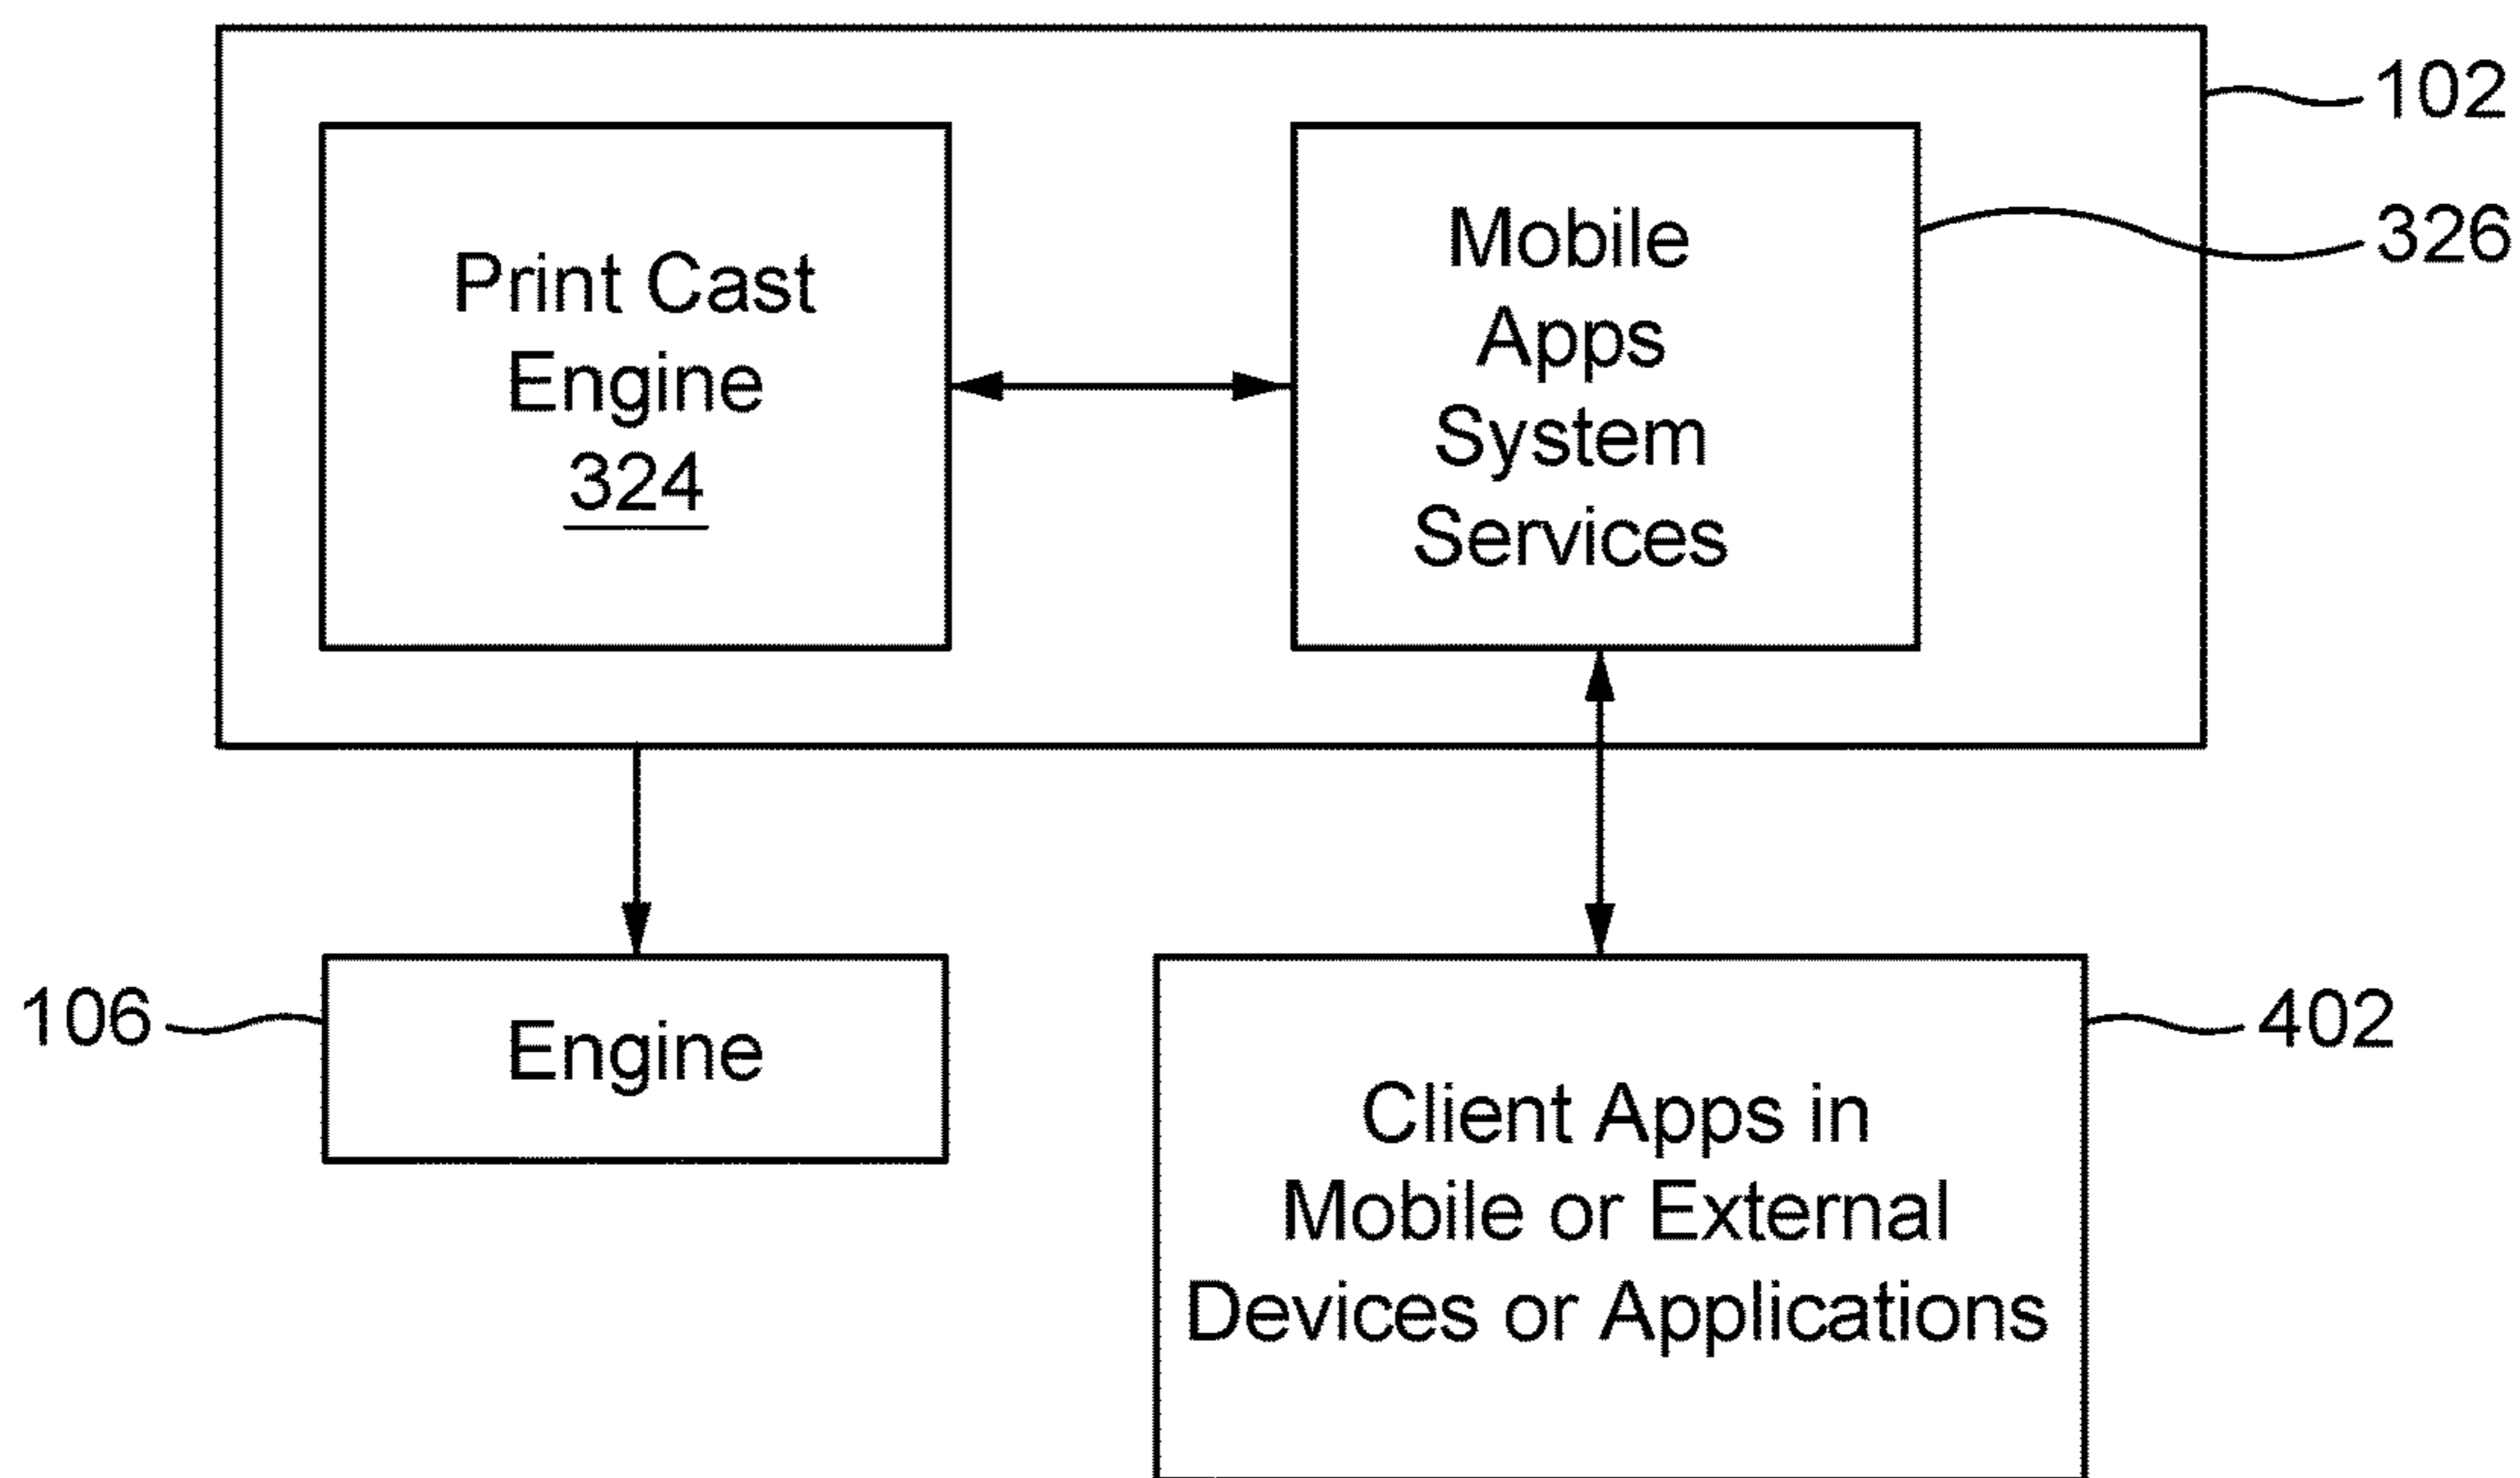 102
Print Cast
Engine
324
Mobile
Apps
System
Services
326
106
Engine
402
Client Apps in
Mobile or External
Devices or Applications